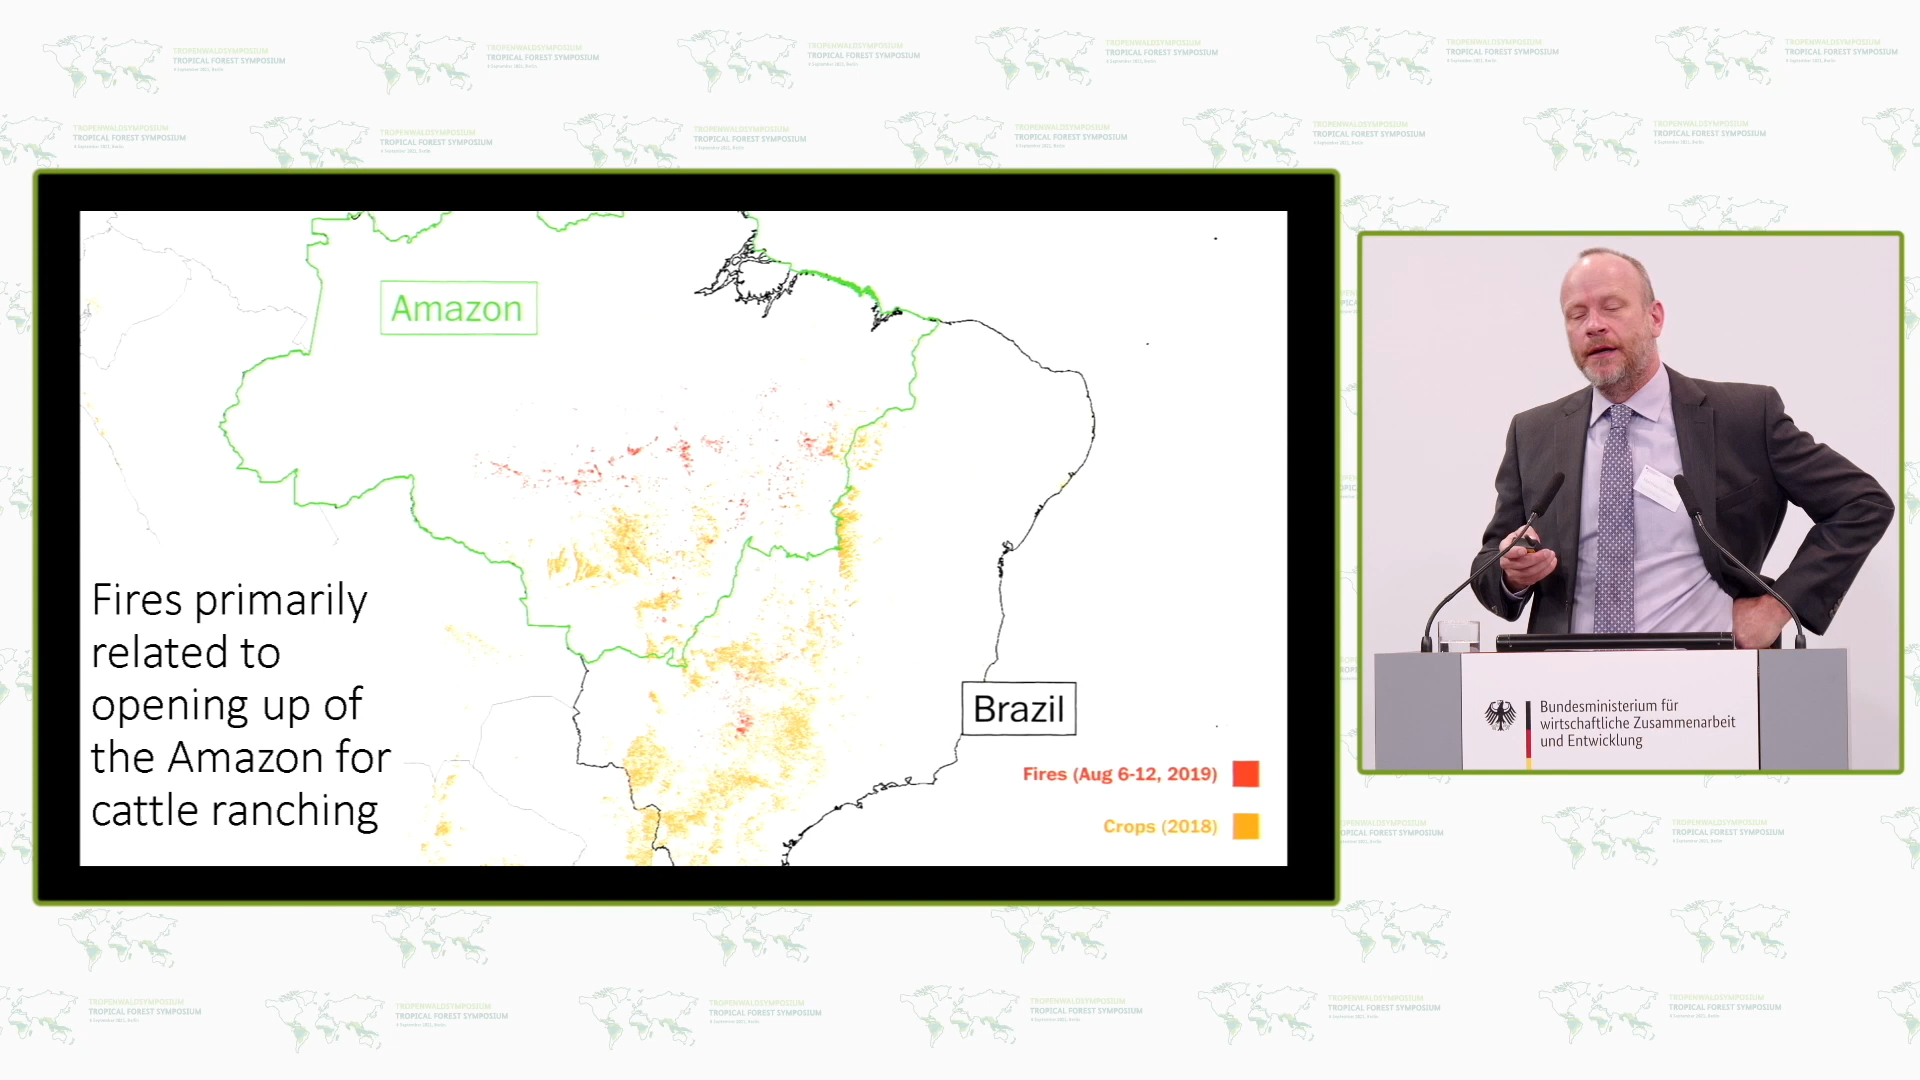 TROPENWALDSYMPOSIUM
TROPICAL FOREST SYMPOSIUM
Amazon
Fires primarily
related to
opening up of
the Amazon for
cattle ranching
Brazil
Fires (Aug 6-12, 2019)
Crops (2018)
Bundesministerium für
wirtschaftliche Zusammenarbeit
und Entwicklung